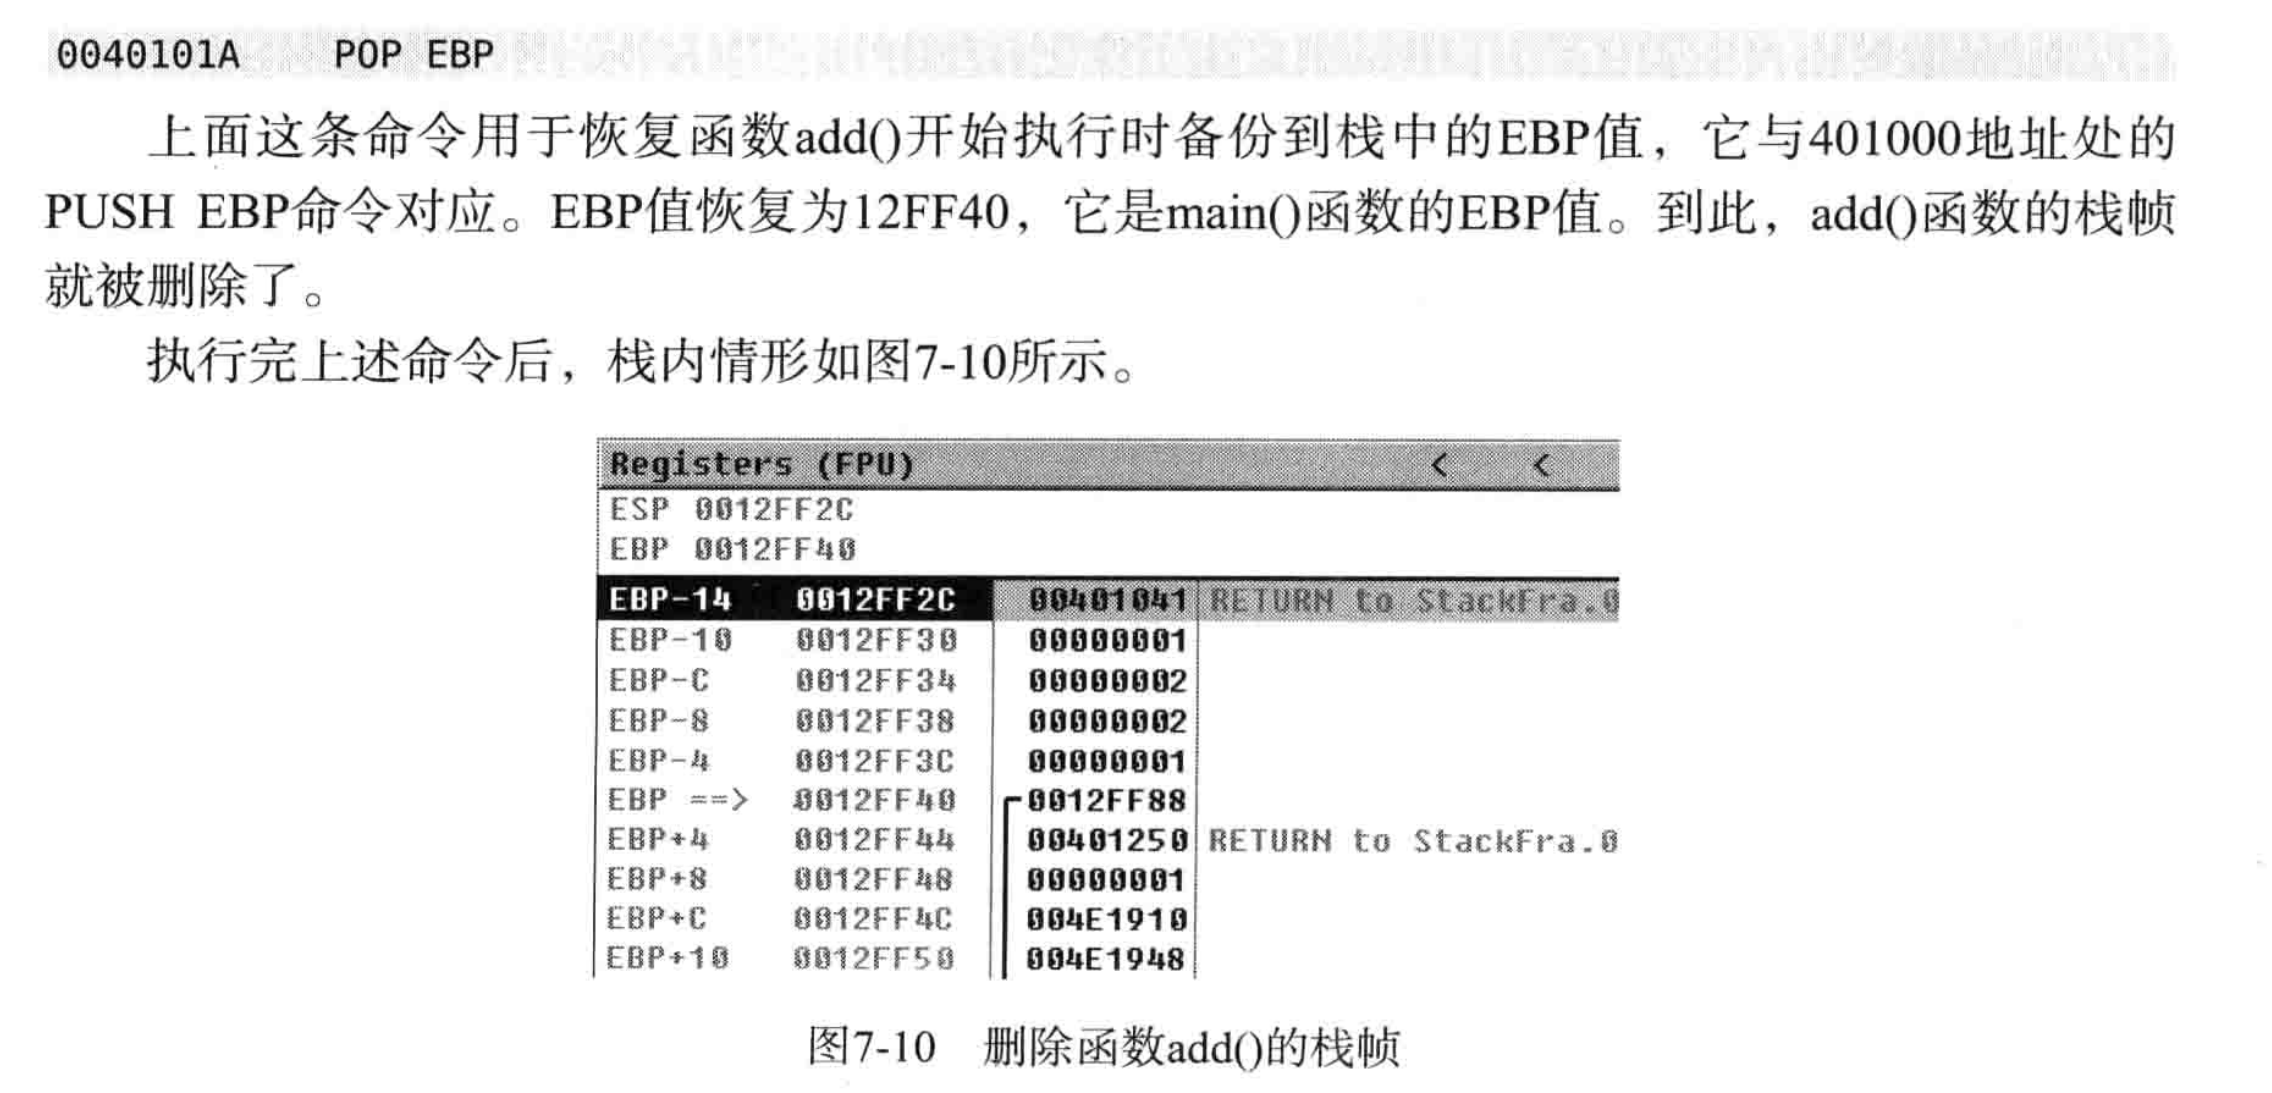 0040101A    POP EBP
上面这条命令用于恢复函数add()开始执行时备份到栈中的EBP值，它与401000地址处的
PUSH EBP命令对应。EBP值恢复为12FF40，它是main()函数的EBP值。到此，add()函数的栈帧
就被删除了。
执行完上述命令后，栈内情形如图7-10所示。
Registers (FPU) < <
ESP 0012FF2C
EBP 0012FF40
EBP-14 0012FF2C 00401041 RETURN to StackFra.0
EBP-10 0012FF30 00000001
EBP-C 0012FF34 00000002
EBP-8 0012FF38 00000002
EBP-4 0012FF3C 00000001
EBP ==> 0012FF40 0012FF88
EBP+4 0012FF44 00401250 RETURN to StackFra.0
EBP+8 0012FF48 00000001
EBP+C 0012FF4C 004E1910
EBP+10 0012FF50 004E1948
图7-10 删除函数add()的栈帧